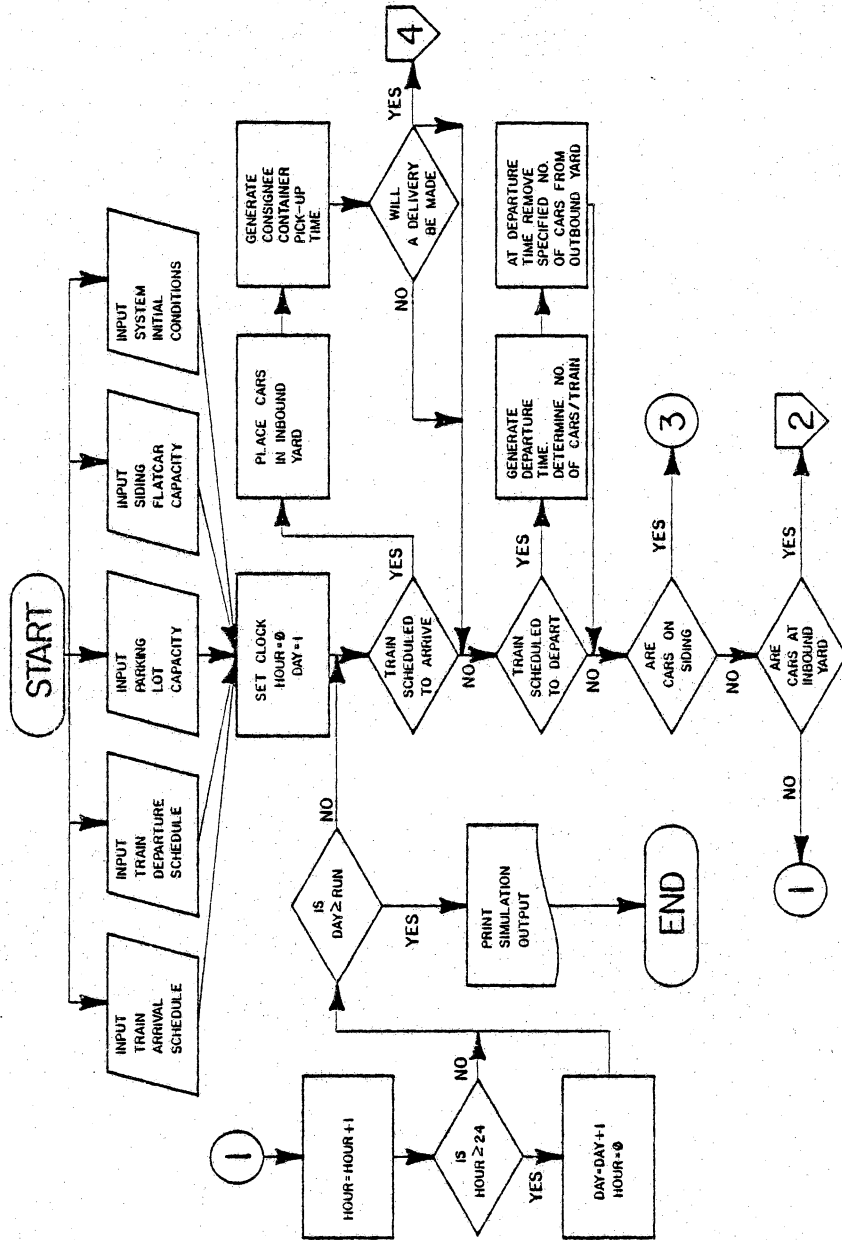 START
INPUT
TRAIN
ARRIVAL
SCHEDULE
INPUT
TRAIN
DEPARTURE
SCHEDULE
INPUT
PARKING
LOT
CAPACITY
INPUT
SIDING
FLATCAR
CAPACITY
INPUT
SYSTEM
INITIAL
CONDITIONS
SET CLOCK
HOUR=0
DAY=1
1
HOUR=HOUR+1
IS
HOUR≥24
NO
YES
DAY=DAY+1
HOUR=0
IS
DAY≥RUN
NO
YES
PRINT
SIMULATION
OUTPUT
END
TRAIN
SCHEDULED
TO ARRIVE
YES
NO
PLACE CARS
IN INBOUND
YARD
GENERATE
CONSIGNEE
CONTAINER
PICK-UP
TIME
WILL
A DELIVERY
BE MADE
NO
YES
4
TRAIN
SCHEDULED
TO DEPART
YES
NO
GENERATE
DEPARTURE
TIME.
DETERMINE NO.
OF CARS/TRAIN
AT DEPARTURE
TIME REMOVE
SPECIFIED NO.
OF CARS FROM
OUTBOUND YARD
ARE
CARS ON
SIDING
YES
3
NO
ARE
CARS AT
INBOUND
YARD
YES
2
NO
1